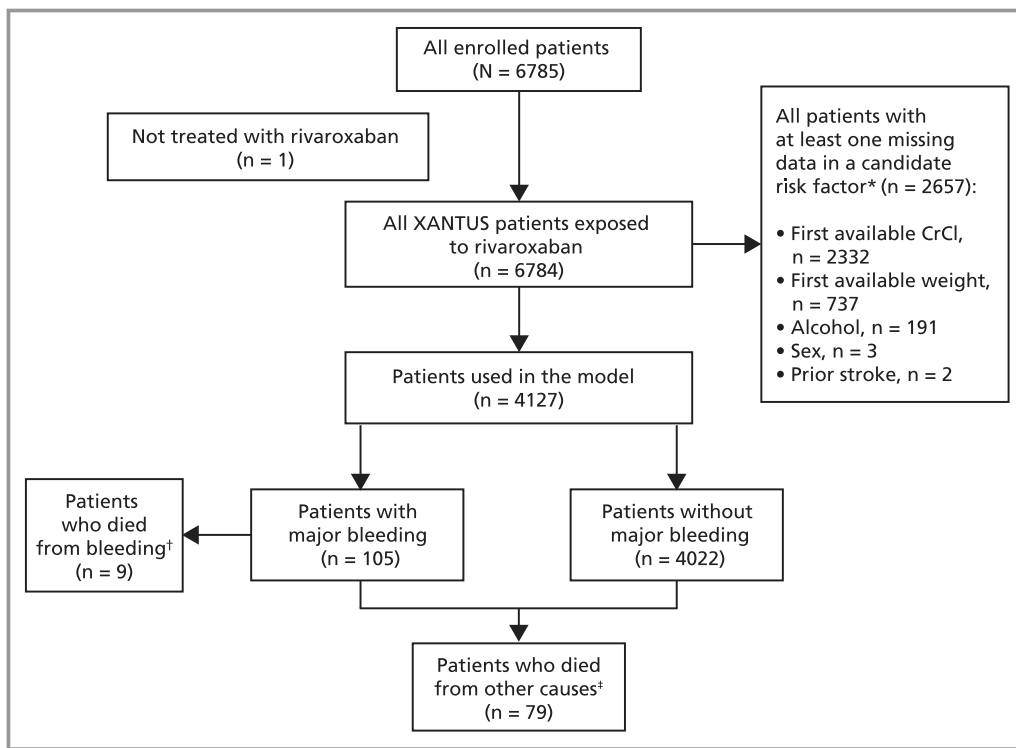 All enrolled patients
(N = 6785)
Not treated with rivaroxaban
(n = 1)
All patients with
at least one missing
data in a candidate
risk factor* (n = 2657):
• First available CrCl,
n = 2332
• First available weight,
n = 737
• Alcohol, n = 191
• Sex, n = 3
• Prior stroke, n = 2
All XANTUS patients exposed
to rivaroxaban
(n = 6784)
Patients used in the model
(n = 4127)
Patients
who died
from bleeding†
(n = 9)
Patients with
major bleeding
(n = 105)
Patients without
major bleeding
(n = 4022)
Patients who died
from other causes‡
(n = 79)